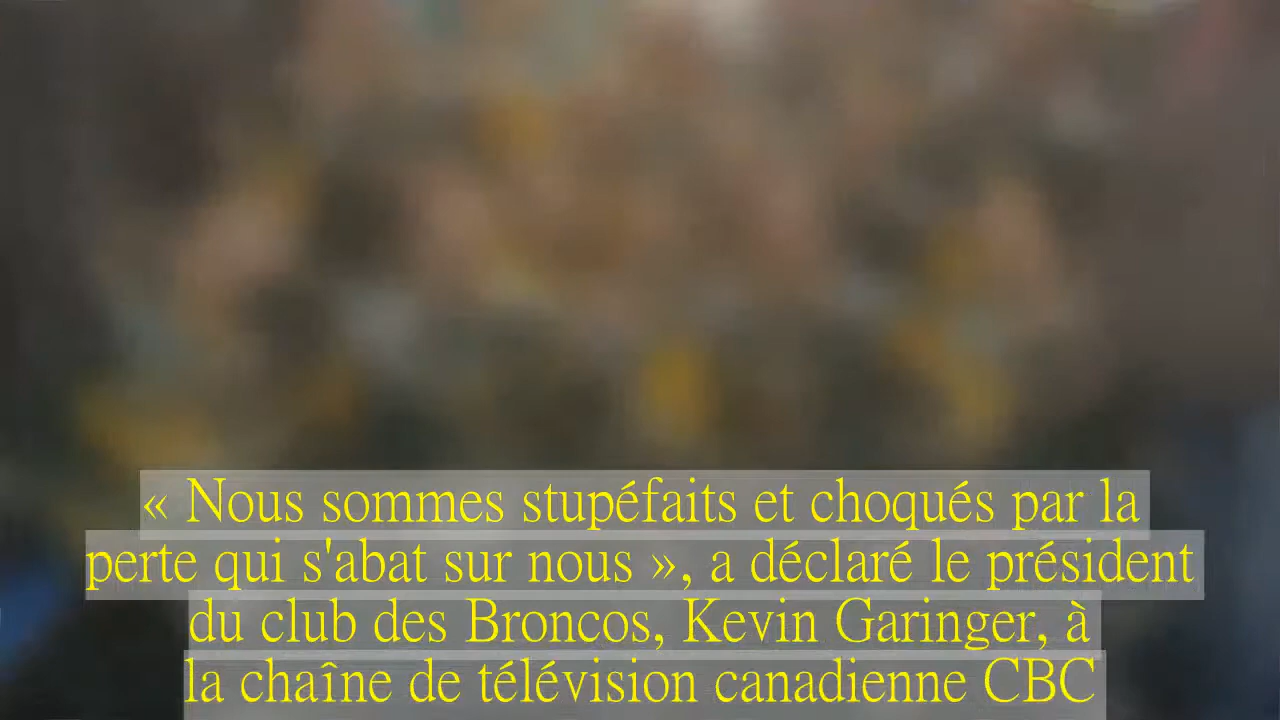 « Nous sommes stupéfaits et choqués par la
perte qui s'abat sur nous », a déclaré le président
du club des Broncos, Kevin Garinger, à
la chaîne de télévision canadienne CBC